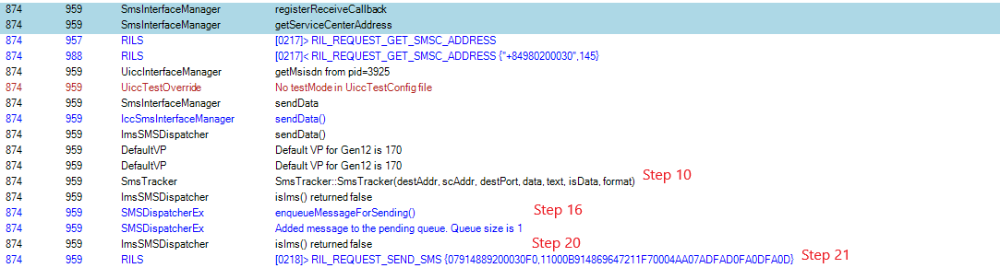 874 959 SmsInterfaceManager registerReceiveCallback
874 959 SmsInterfaceManager getServiceCenterAddress
874 957 RILS [0217]> RIL_REQUEST_GET_SMSC_ADDRESS
874 988 RILS [0217]< RIL_REQUEST_GET_SMSC_ADDRESS {"+84980200030",145}
874 959 UiccInterfaceManager getMsisdn from pid=3925
874 959 UiccTestOverride No testMode in UiccTestConfig file
874 959 SmsInterfaceManager sendData
874 959 IccSmsInterfaceManager sendData()
874 959 ImsSMSDispatcher sendData()
874 959 DefaultVP Default VP for Gen12 is 170
874 959 DefaultVP Default VP for Gen12 is 170
874 959 SmsTracker SmsTracker::SmsTracker(destAddr, scAddr, destPort, data, text, isData, format) Step 10
874 959 ImsSMSDispatcher isIms() returned false
874 959 SMSDispatcherEx enqueueMessageForSending() Step 16
874 959 SMSDispatcherEx Added message to the pending queue. Queue size is 1
874 959 ImsSMSDispatcher isIms() returned false Step 20
874 959 RILS [0218]> RIL_REQUEST_SEND_SMS {07914889200030F0,11000B914869647211F70004AA07ADFAD0FA0DFA0D} Step 21